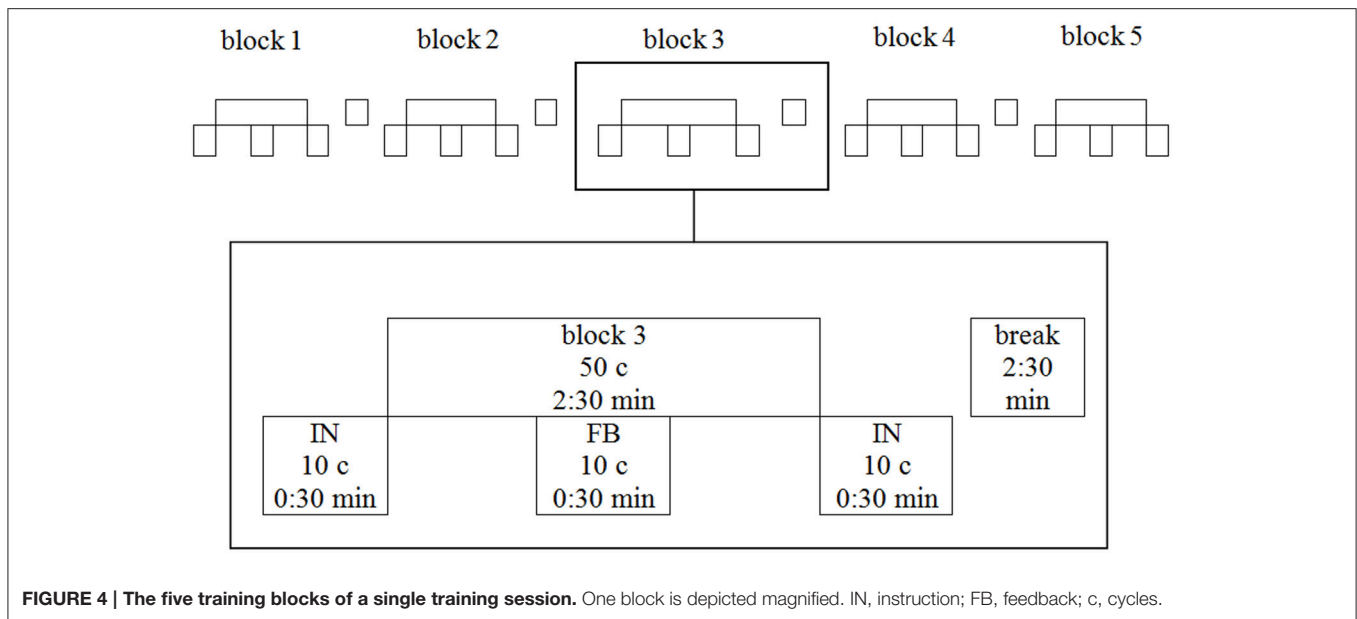 block 1 block 2 block 3 block 4 block 5
block 3
50 c
2:30 min
break
2:30
min
IN
10 c
0:30 min
FB
10 c
0:30 min
IN
10 c
0:30 min
FIGURE 4 | The five training blocks of a single training session. One block is depicted magnified. IN, instruction; FB, feedback; c, cycles.